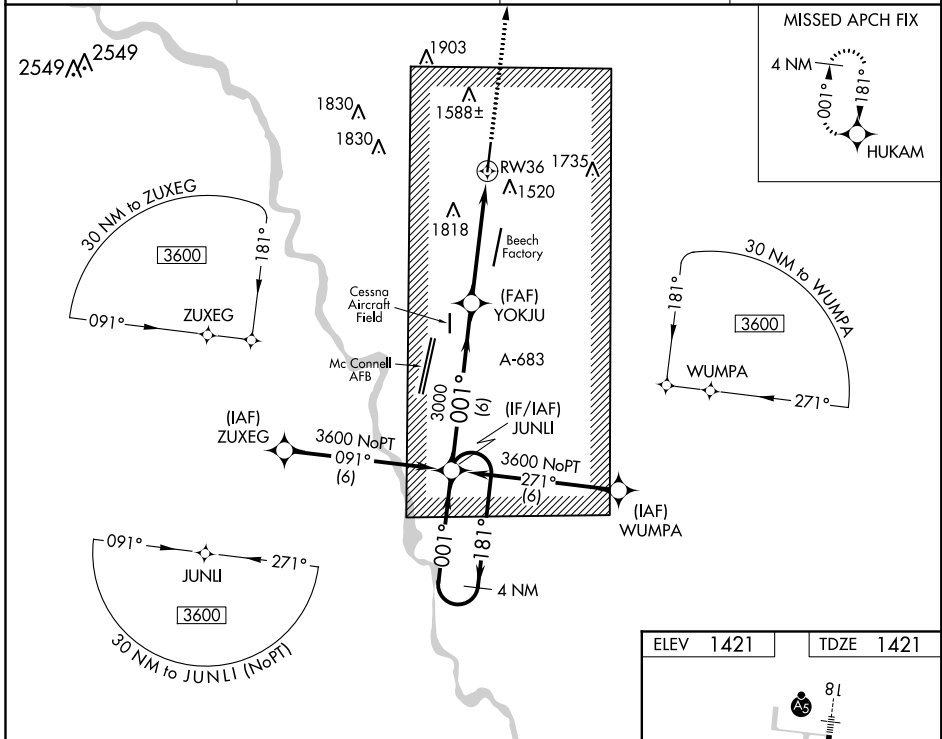 MISSED APCH FIX
4 NM
001°
181°
HUKAM
2549
2549
1903
1830
1830
1588±
RW36
1735
1520
1818
Beech
Factory
30 NM to ZUXEG
3600
181°
091°
ZUXEG
Cessna
Aircraft
Field
(FAF)
YOKJU
Mc Connell
AFB
A-683
30 NM to WUMPA
181°
3600
WUMPA
271°
3000
001°
(6)
(IF/IAF)
JUNLI
(IAF)
ZUXEG
3600 NoPT
091°
(6)
3600 NoPT
271°
(6)
(IAF)
WUMPA
001°
181°
4 NM
091°
271°
JUNLI
3600
30 NM to JUNLI (NoPT)
ELEV 1421
TDZE 1421
A5
18